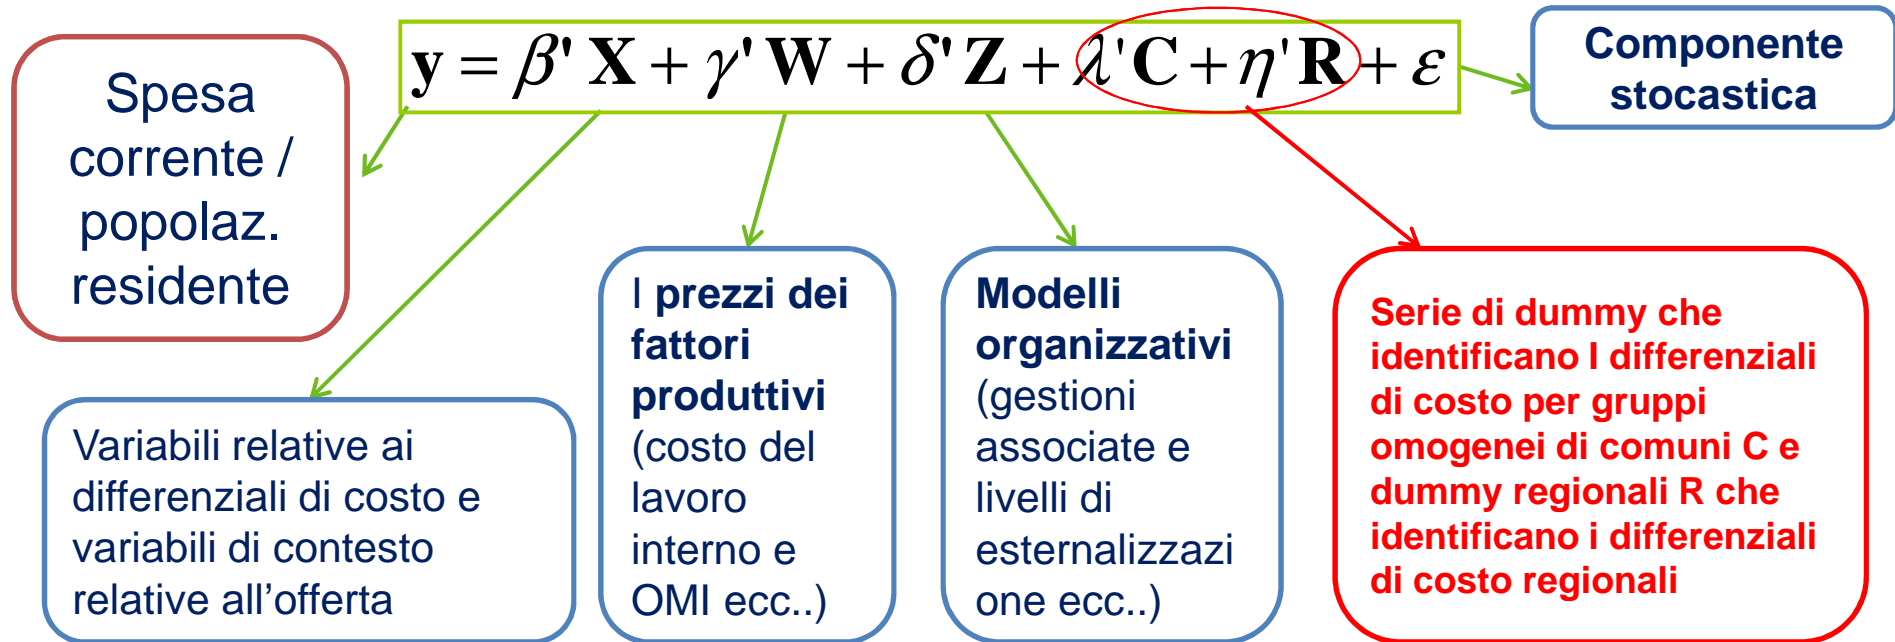 y = β' X + γ' W + δ' Z + λ' C + η' R + ε
Componente
stocastica
Spesa
corrente /
popolaz.
residente
Variabili relative ai
differenziali di costo e
variabili di contesto
relative all’offerta
I prezzi dei
fattori
produttivi
(costo del
lavoro
interno e
OMI ecc..)
Modelli
organizzativi
(gestioni
associate e
livelli di
esternalizzazi
one ecc..)
Serie di dummy che
identificano I differenziali
di costo per gruppi
omogenei di comuni C e
dummy regionali R che
identificano i differenziali
di costo regionali